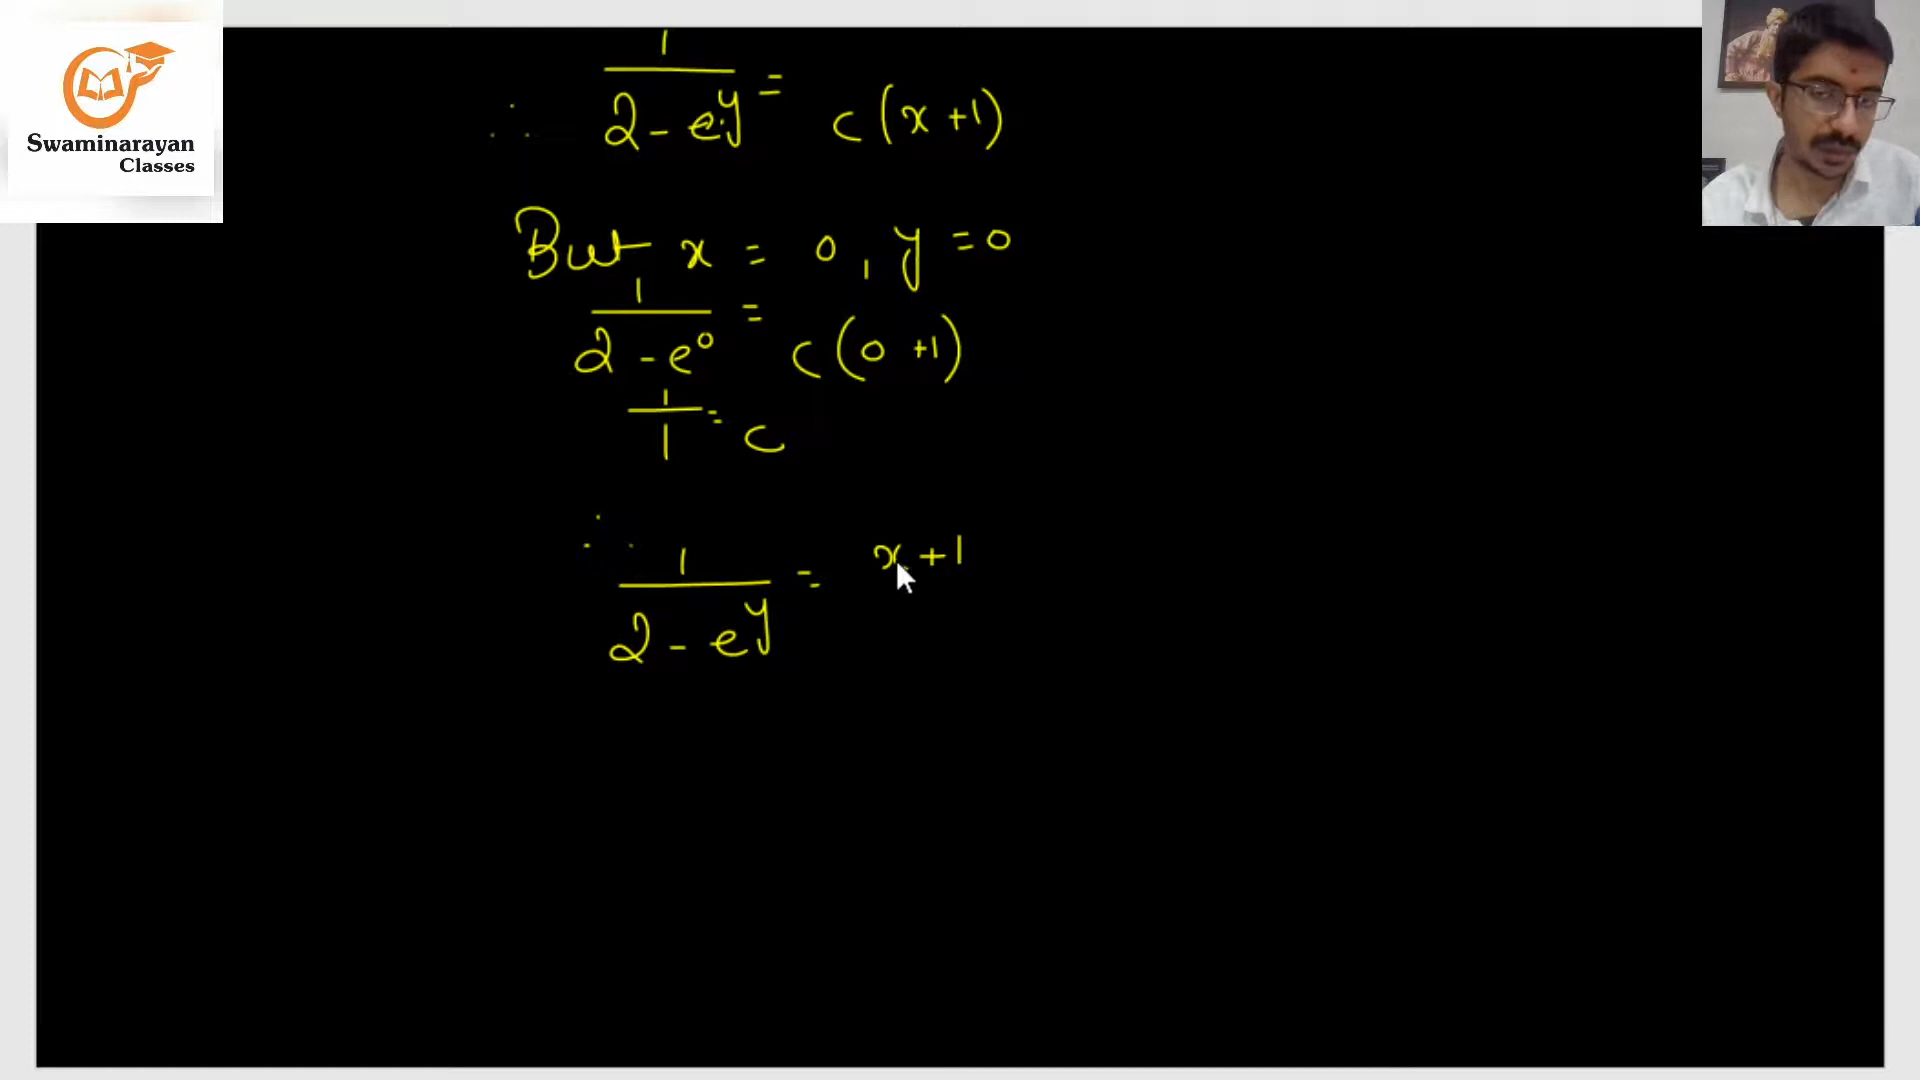 Swaminarayan
Classes
∴ 1/(2 - e^y) = c(x+1)
But x = 0, y = 0
1/(2 - e^0) = c(0+1)
1/1 = c
∴ 1/(2 - e^y) = x+1